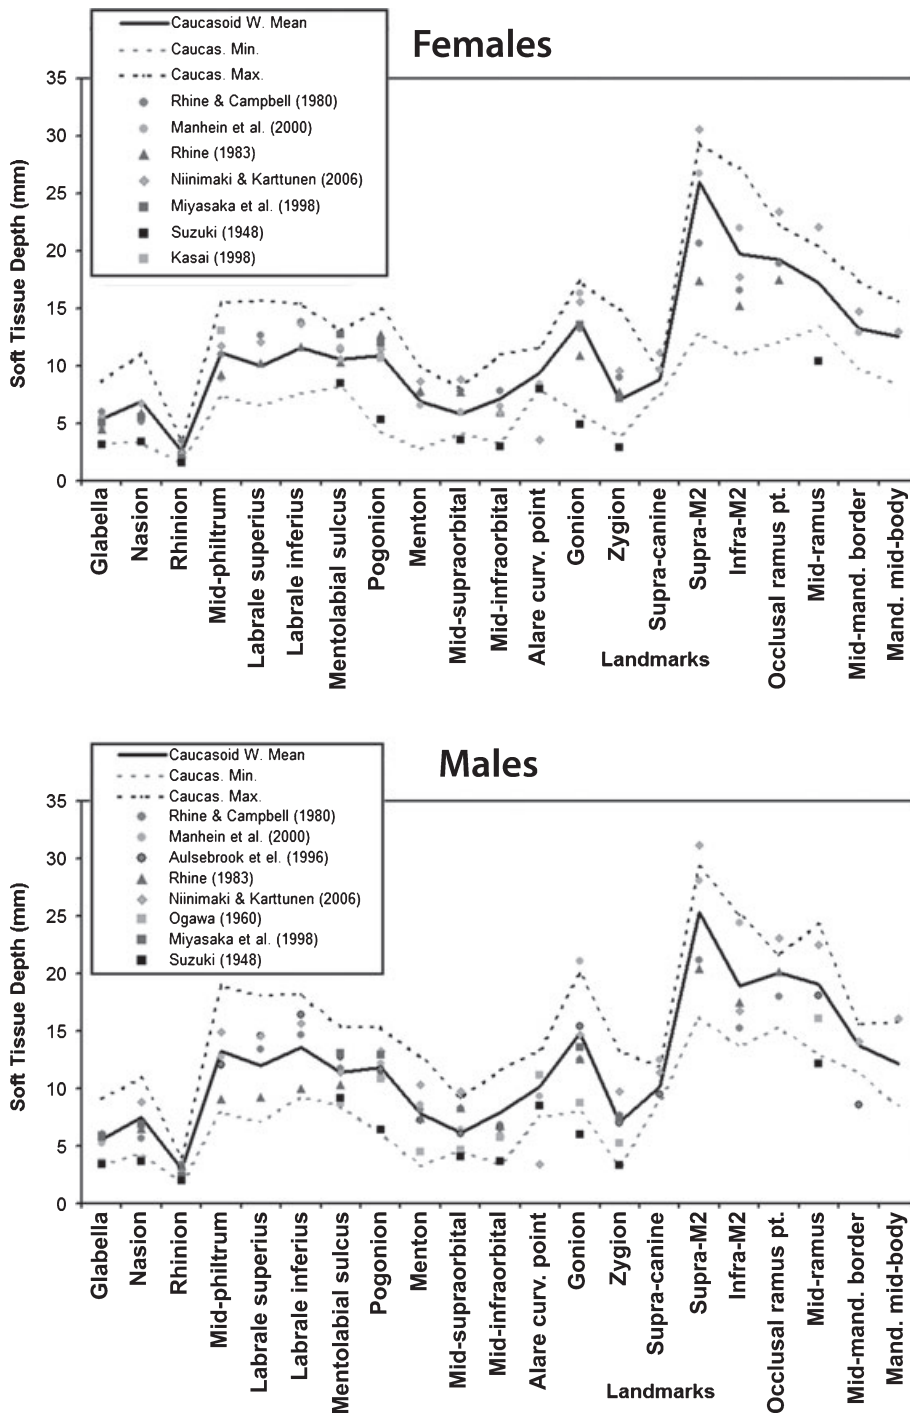 Females
Caucasoid W. Mean
Caucas. Min.
Caucas. Max.
Rhine & Campbell (1980)
Manhein et al. (2000)
Rhine (1983)
Niinimaki & Karttunen (2006)
Miyasaka et al. (1998)
Suzuki (1948)
Kasai (1998)
Soft Tissue Depth (mm)
35
30
25
20
15
10
5
0
Glabella
Nasion
Rhinion
Mid-philtrum
Labrale superius
Labrale inferius
Mentolabial sulcus
Pogonion
Menton
Mid-supraorbital
Mid-infraorbital
Alare curv. point
Gonion
Zygion
Supra-canine
Supra-M2
Infra-M2
Occlusal ramus pt.
Mid-ramus
Mid-mand. border
Mand. mid-body
Landmarks
Males
Caucasoid W. Mean
Caucas. Min.
Caucas. Max.
Rhine & Campbell (1980)
Manhein et al. (2000)
Aulsebrook et el. (1996)
Rhine (1983)
Niinimaki & Karttunen (2006)
Ogawa (1960)
Miyasaka et al. (1998)
Suzuki (1948)
Soft Tissue Depth (mm)
35
30
25
20
15
10
5
0
Glabella
Nasion
Rhinion
Mid-philtrum
Labrale superius
Labrale inferius
Mentolabial sulcus
Pogonion
Menton
Mid-supraorbital
Mid-infraorbital
Alare curv. point
Gonion
Zygion
Supra-canine
Supra-M2
Infra-M2
Occlusal ramus pt.
Mid-ramus
Mid-mand. border
Mand. mid-body
Landmarks